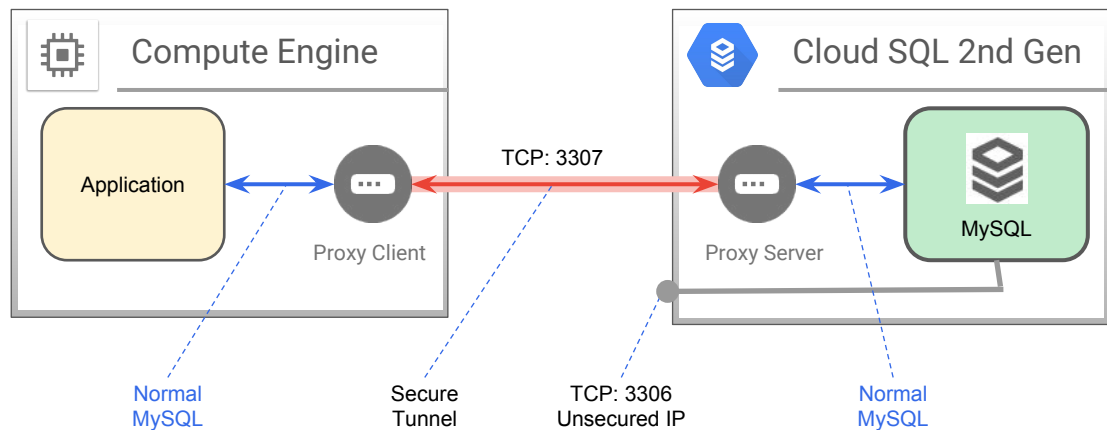 Compute Engine
Cloud SQL 2nd Gen
TCP: 3307
Application
MySQL
Proxy Client
Proxy Server
Normal
MySQL
Secure
Tunnel
TCP: 3306
Unsecured IP
Normal
MySQL